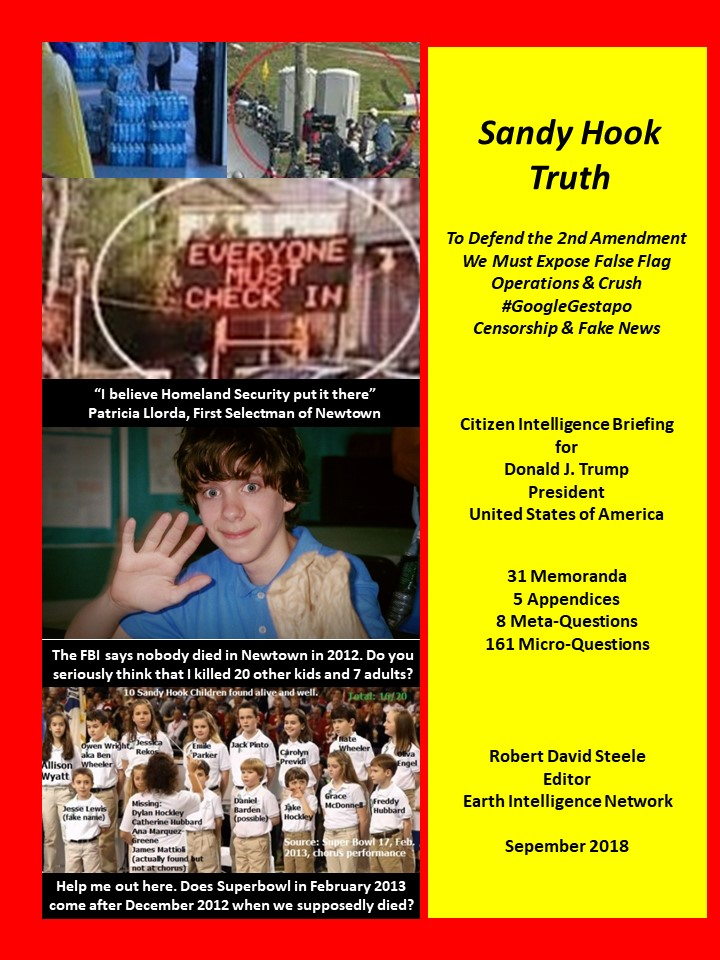 EVERYONE
MUST
CHECK IN
“I believe Homeland Security put it there”
Patricia Llorda, First Selectman of Newtown
The FBI says nobody died in Newtown in 2012. Do you
seriously think that I killed 20 other kids and 7 adults?
10 Sandy Hook Children found alive and well.
Total: 10/20
Allison
Wyatt
Owen Wright,
aka Ben
Wheeler
Jessica
Rekos
Emile
Parker
Jack Pinto
Carolyn
Previdi
Nate
Wheeler
Olivia
Engel
Jesse Lewis
(fake name)
Missing:
Dylan Hockley
Catherine Hubbard
Ana Marquez-
Greene
James Mattioli
(actually found but
not at chorus)
Daniel
Barden
(possible)
Jake
Hockley
Grace
McDonnell
Freddy
Hubbard
Source: Super Bowl 17, Feb.
2013, chorus performance
Help me out here. Does Superbowl in February 2013
come after December 2012 when we supposedly died?
Sandy Hook
Truth
To Defend the 2nd Amendment
We Must Expose False Flag
Operations & Crush
#GoogleGestapo
Censorship & Fake News
Citizen Intelligence Briefing
for
Donald J. Trump
President
United States of America
31 Memoranda
5 Appendices
8 Meta-Questions
161 Micro-Questions
Robert David Steele
Editor
Earth Intelligence Network
Sepember 2018